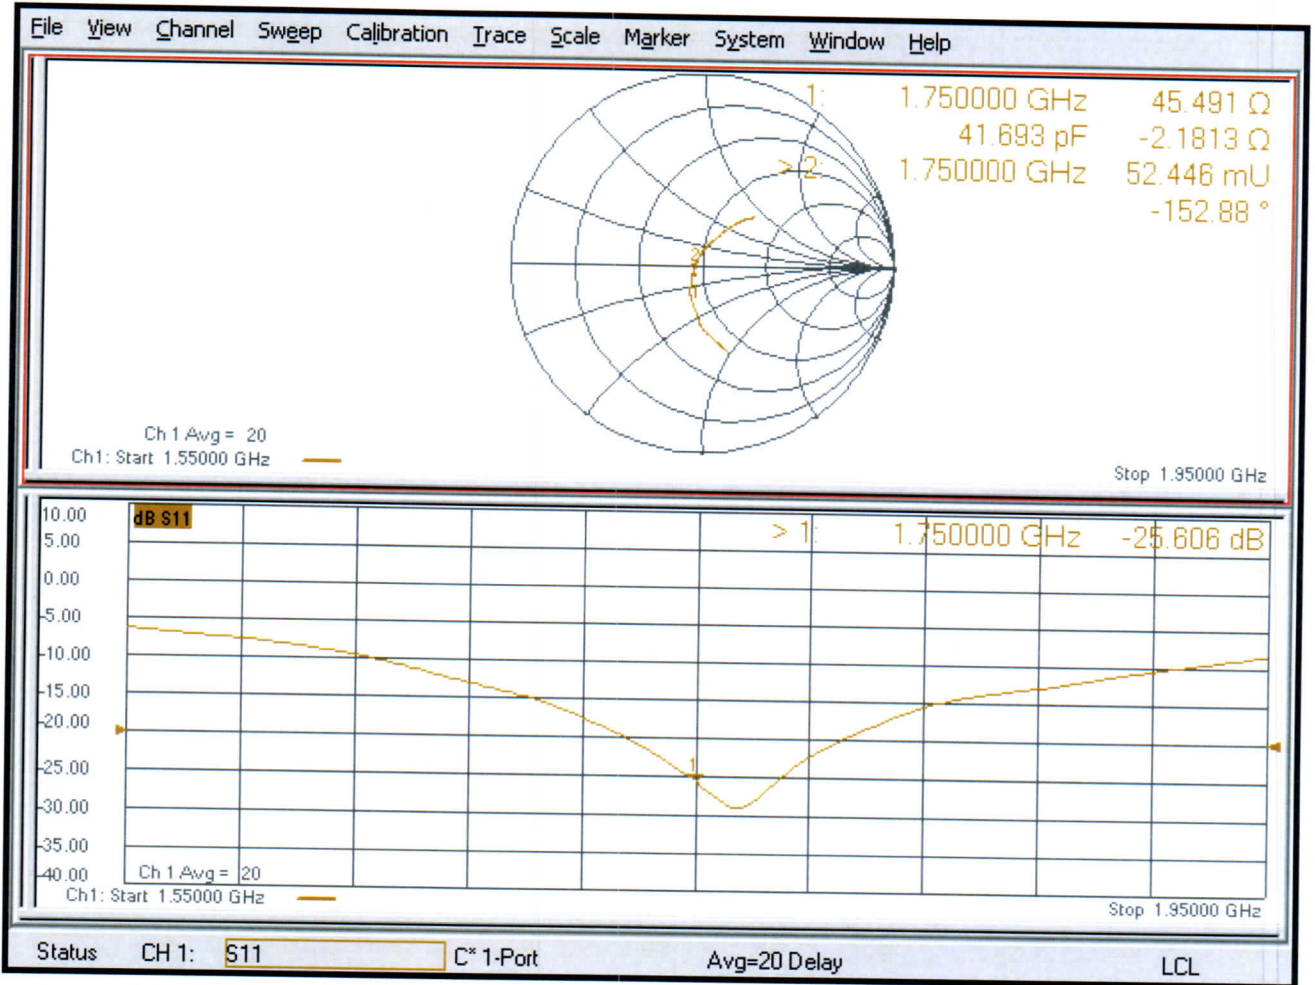 File View Channel Sweep Calibration Trace Scale Marker System Window Help
1: 1.750000 GHz 45.491 Ω
41.693 pF -2.1813 Ω
> 2: 1.750000 GHz 52.446 mU
-152.88 °
2
1
Ch 1 Avg = 20
Ch1: Start 1.55000 GHz
Stop 1.95000 GHz
10.00
dB S11
> 1: 1.750000 GHz -25.606 dB
5.00
0.00
-5.00
-10.00
-15.00
-20.00
-25.00
1
-30.00
-35.00
-40.00
Ch 1 Avg = 20
Ch1: Start 1.55000 GHz
Stop 1.95000 GHz
Status CH 1: S11 C* 1-Port Avg=20 Delay LCL